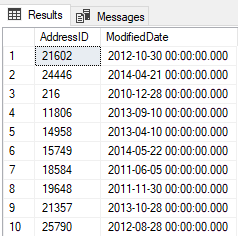 Results Messages
AddressID ModifiedDate
1 21602 2012-10-30 00:00:00.000
2 24446 2014-04-21 00:00:00.000
3 216 2010-12-28 00:00:00.000
4 11806 2013-09-10 00:00:00.000
5 14958 2013-04-10 00:00:00.000
6 15749 2014-05-22 00:00:00.000
7 18584 2011-06-05 00:00:00.000
8 19648 2011-11-30 00:00:00.000
9 21357 2013-10-28 00:00:00.000
10 25790 2012-08-28 00:00:00.000